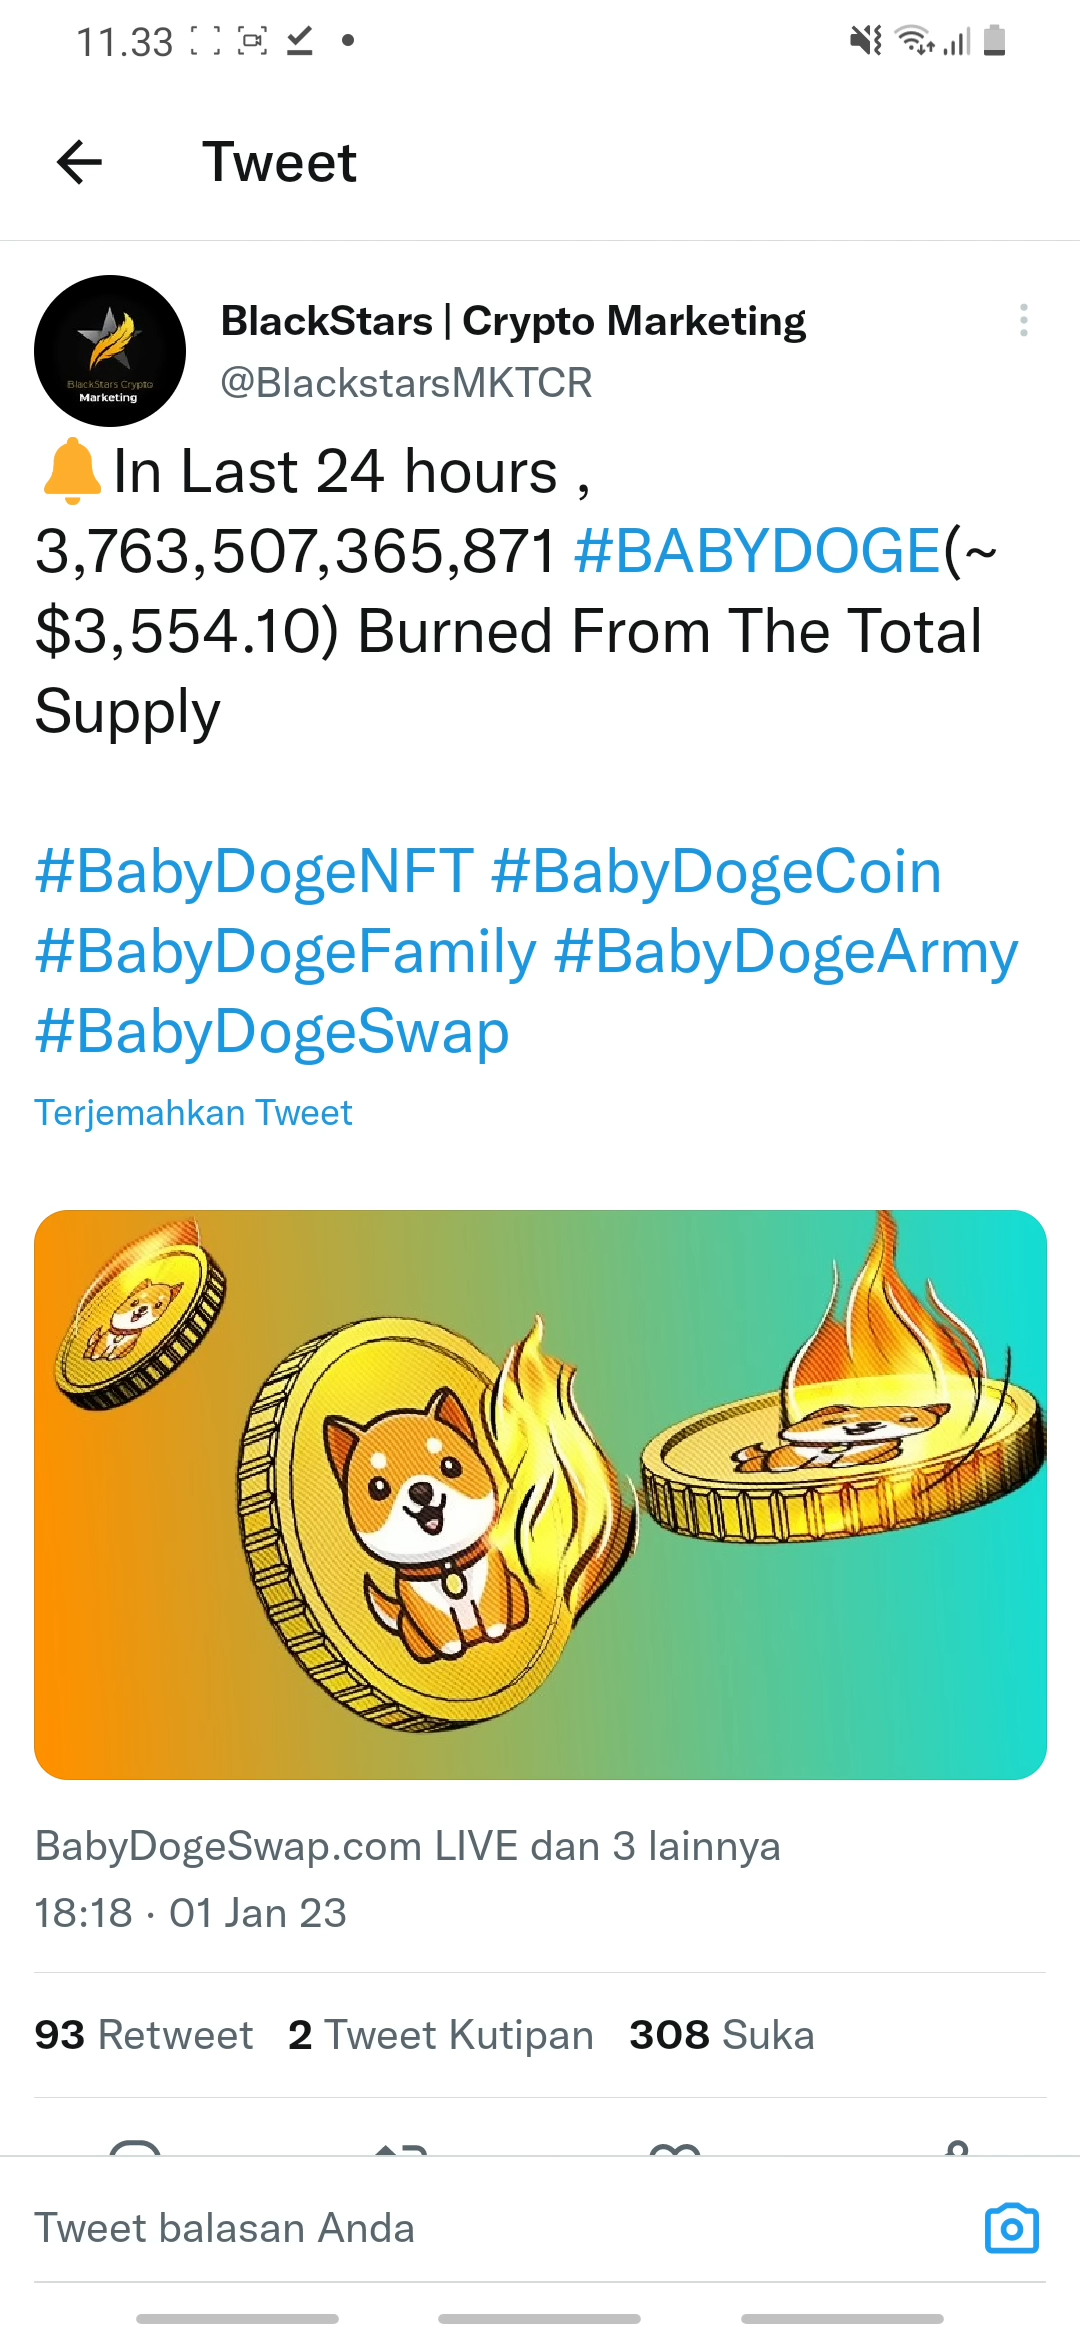 11.33
Tweet
BlackStars | Crypto Marketing
@BlackstarsMKTCR
BlackStars Crypto
Marketing
In Last 24 hours ,
3,763,507,365,871 #BABYDOGE(~
$3,554.10) Burned From The Total
Supply
#BabyDogeNFT #BabyDogeCoin
#BabyDogeFamily #BabyDogeArmy
#BabyDogeSwap
Terjemahkan Tweet
BabyDogeSwap.com LIVE dan 3 lainnya
18:18 · 01 Jan 23
93 Retweet 2 Tweet Kutipan 308 Suka
Tweet balasan Anda